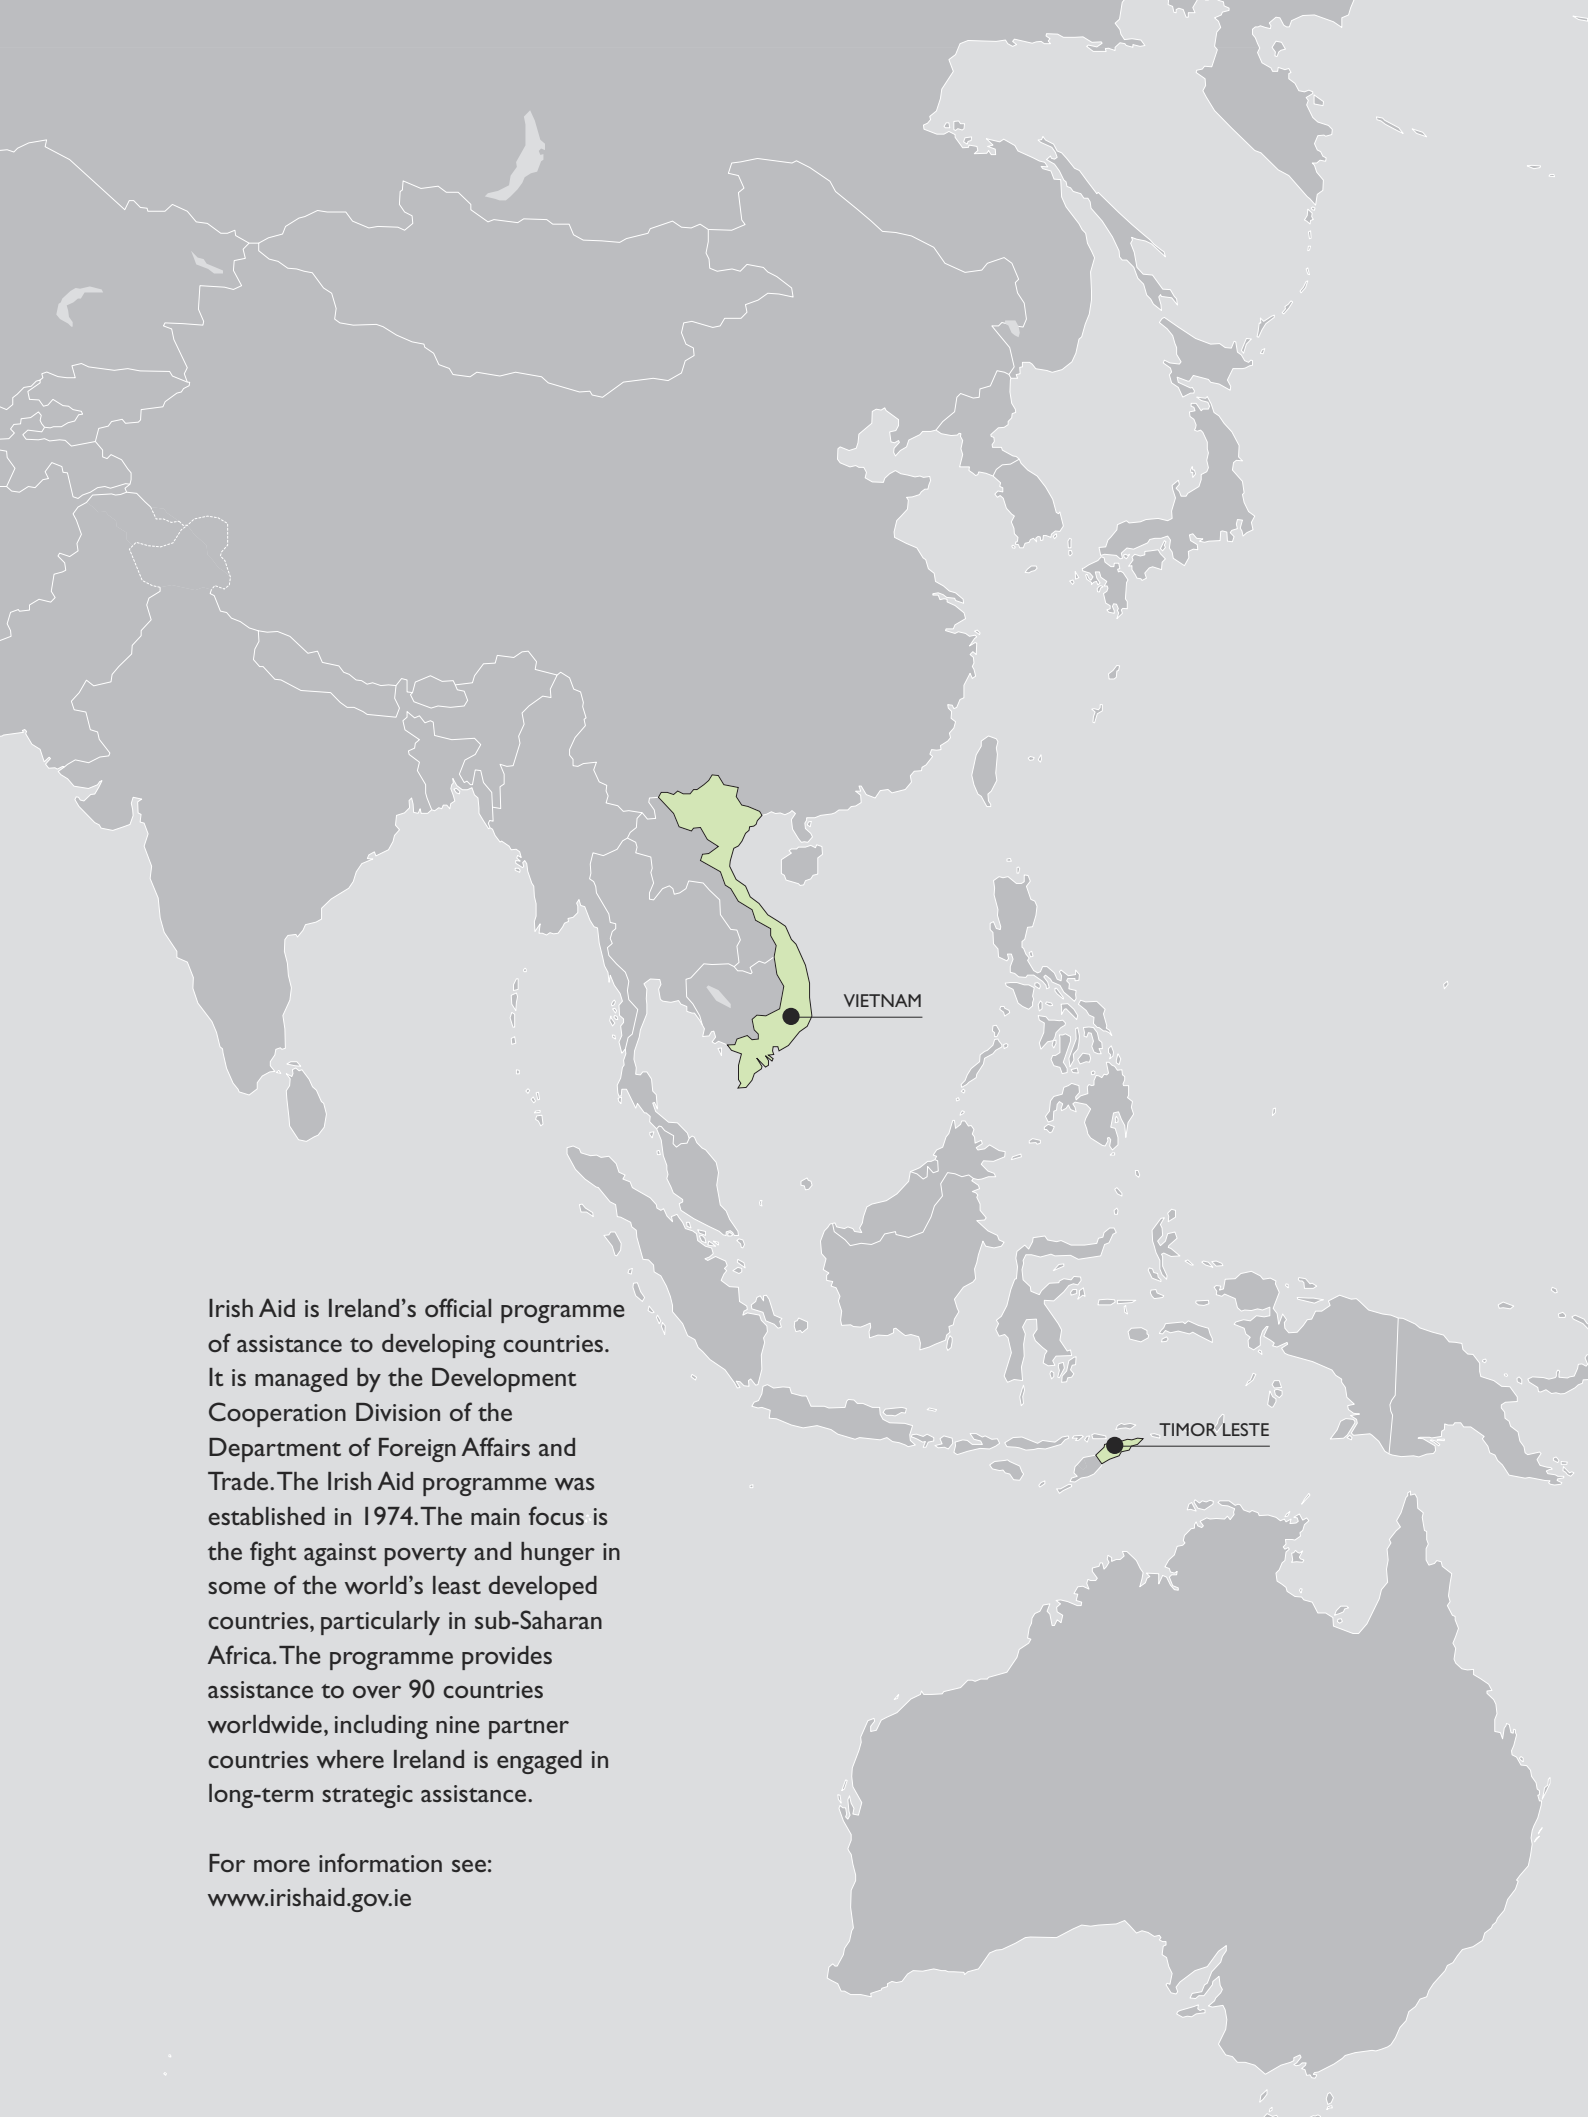 VIETNAM
TIMOR LESTE
Irish Aid is Ireland’s official programme
of assistance to developing countries.
It is managed by the Development
Cooperation Division of the
Department of Foreign Affairs and
Trade. The Irish Aid programme was
established in 1974. The main focus is
the fight against poverty and hunger in
some of the world’s least developed
countries, particularly in sub-Saharan
Africa. The programme provides
assistance to over 90 countries
worldwide, including nine partner
countries where Ireland is engaged in
long-term strategic assistance.
For more information see:
www.irishaid.gov.ie